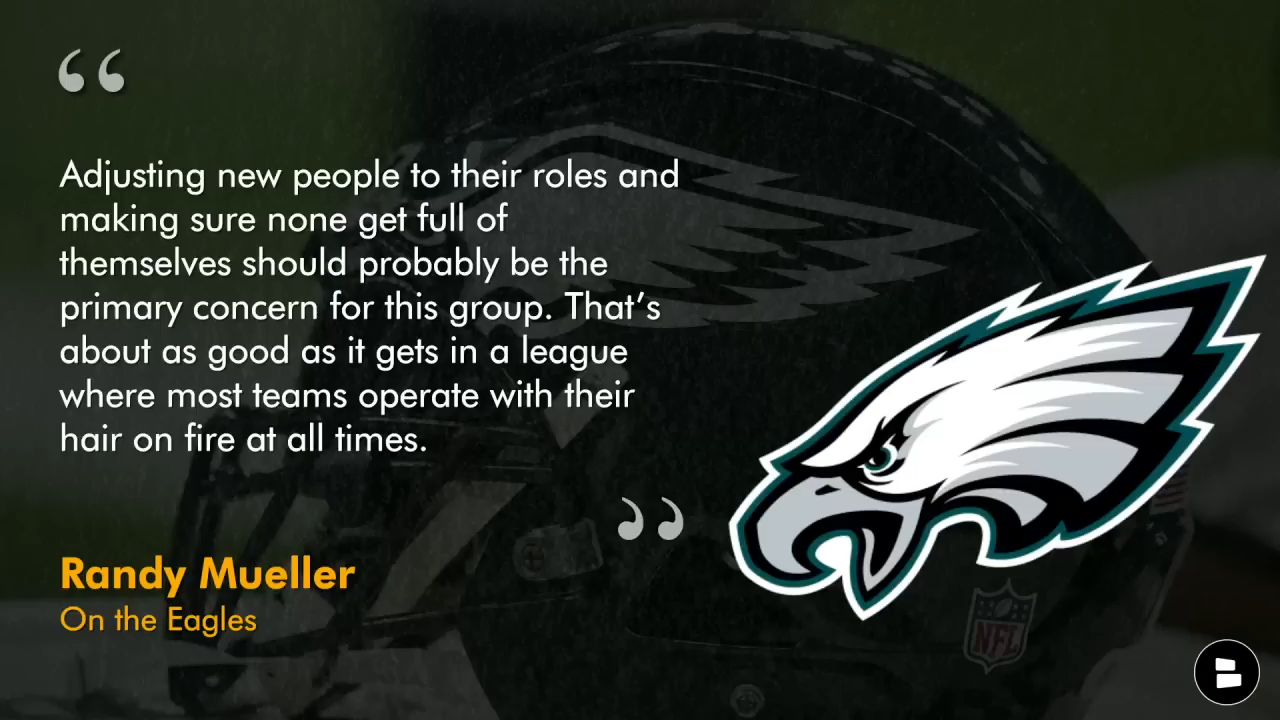 “
Adjusting new people to their roles and
making sure none get full of
themselves should probably be the
primary concern for this group. That’s
about as good as it gets in a league
where most teams operate with their
hair on fire at all times.
”
Randy Mueller
On the Eagles
NFL